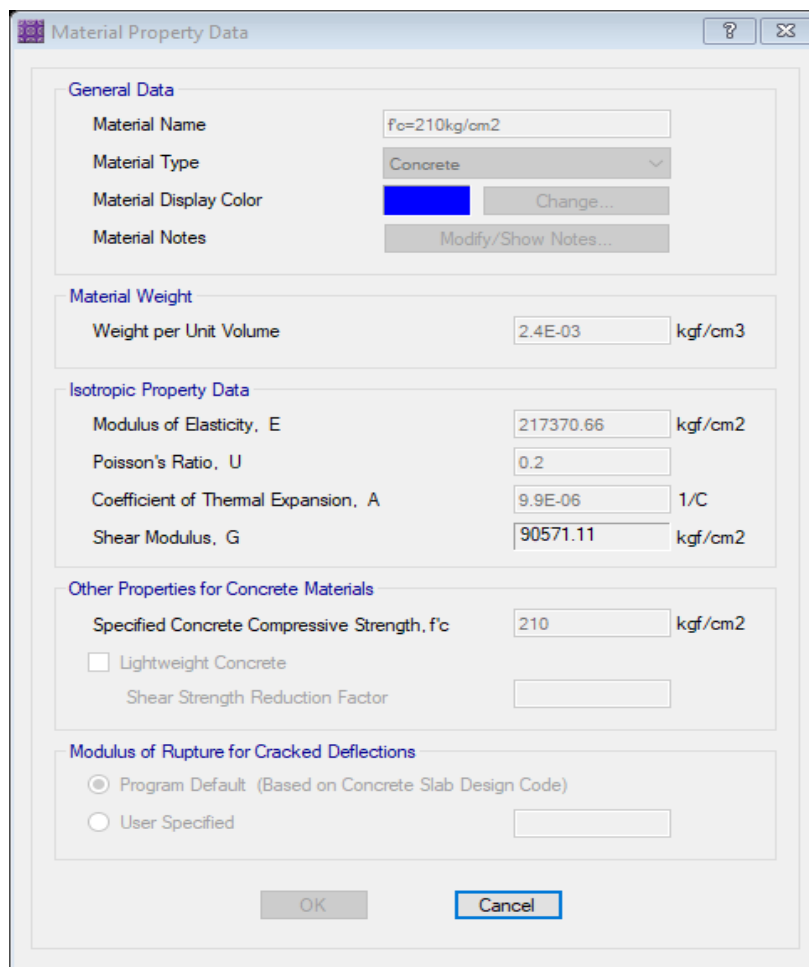 Material Property Data
General Data
Material Name f'c=210kg/cm2
Material Type Concrete
Material Display Color Change...
Material Notes Modify/Show Notes...
Material Weight
Weight per Unit Volume 2.4E-03 kgf/cm3
Isotropic Property Data
Modulus of Elasticity, E 217370.66 kgf/cm2
Poisson's Ratio, U 0.2
Coefficient of Thermal Expansion, A 9.9E-06 1/C
Shear Modulus, G 90571.11 kgf/cm2
Other Properties for Concrete Materials
Specified Concrete Compressive Strength, f'c 210 kgf/cm2
Lightweight Concrete
Shear Strength Reduction Factor
Modulus of Rupture for Cracked Deflections
Program Default (Based on Concrete Slab Design Code)
User Specified
OK Cancel